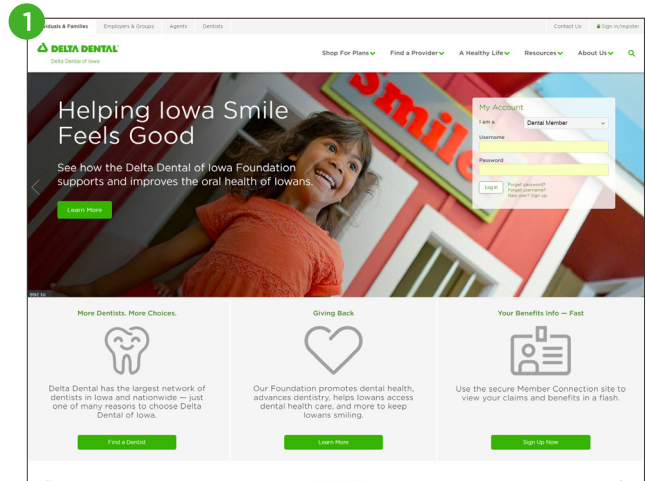 1
viduals & Families
Employers & Groups
Agents
Dentists
Contact Us
Sign in/register
DELTA DENTAL
Delta Dental of Iowa
Shop For Plans
Find a Provider
A Healthy Life
Resources
About Us
Helping Iowa Smile
Feels Good
See how the Delta Dental of Iowa Foundation
supports and improves the oral health of Iowans.
Learn More
Smile
My Account
I am a
Dental Member
Username
Password
Log in
Forgot password?
Forgot username?
New user? Sign up
More Dentists. More Choices.
Delta Dental has the largest network of
dentists in Iowa and nationwide — just
one of many reasons to choose Delta
Dental of Iowa.
Find a Dentist
Giving Back
Our Foundation promotes dental health,
advances dentistry, helps Iowans access
dental health care, and more to keep
Iowans smiling.
Learn More
Your Benefits Info — Fast
Use the secure Member Connection site to
view your claims and benefits in a flash.
Sign Up Now